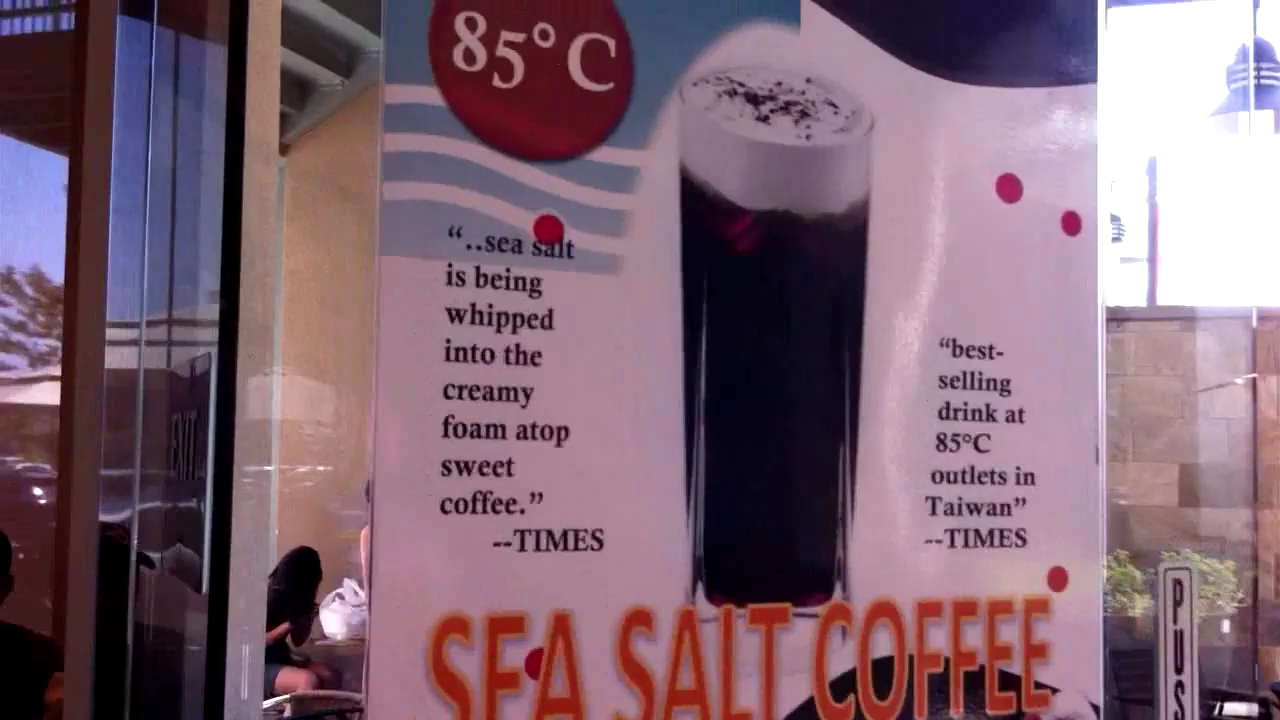 85°C
“..sea salt
is being
whipped
into the
creamy
foam atop
sweet
coffee.”
--TIMES
“best-
selling
drink at
85°C
outlets in
Taiwan”
--TIMES
SEA SALT COFFEE
EXIT
PUS